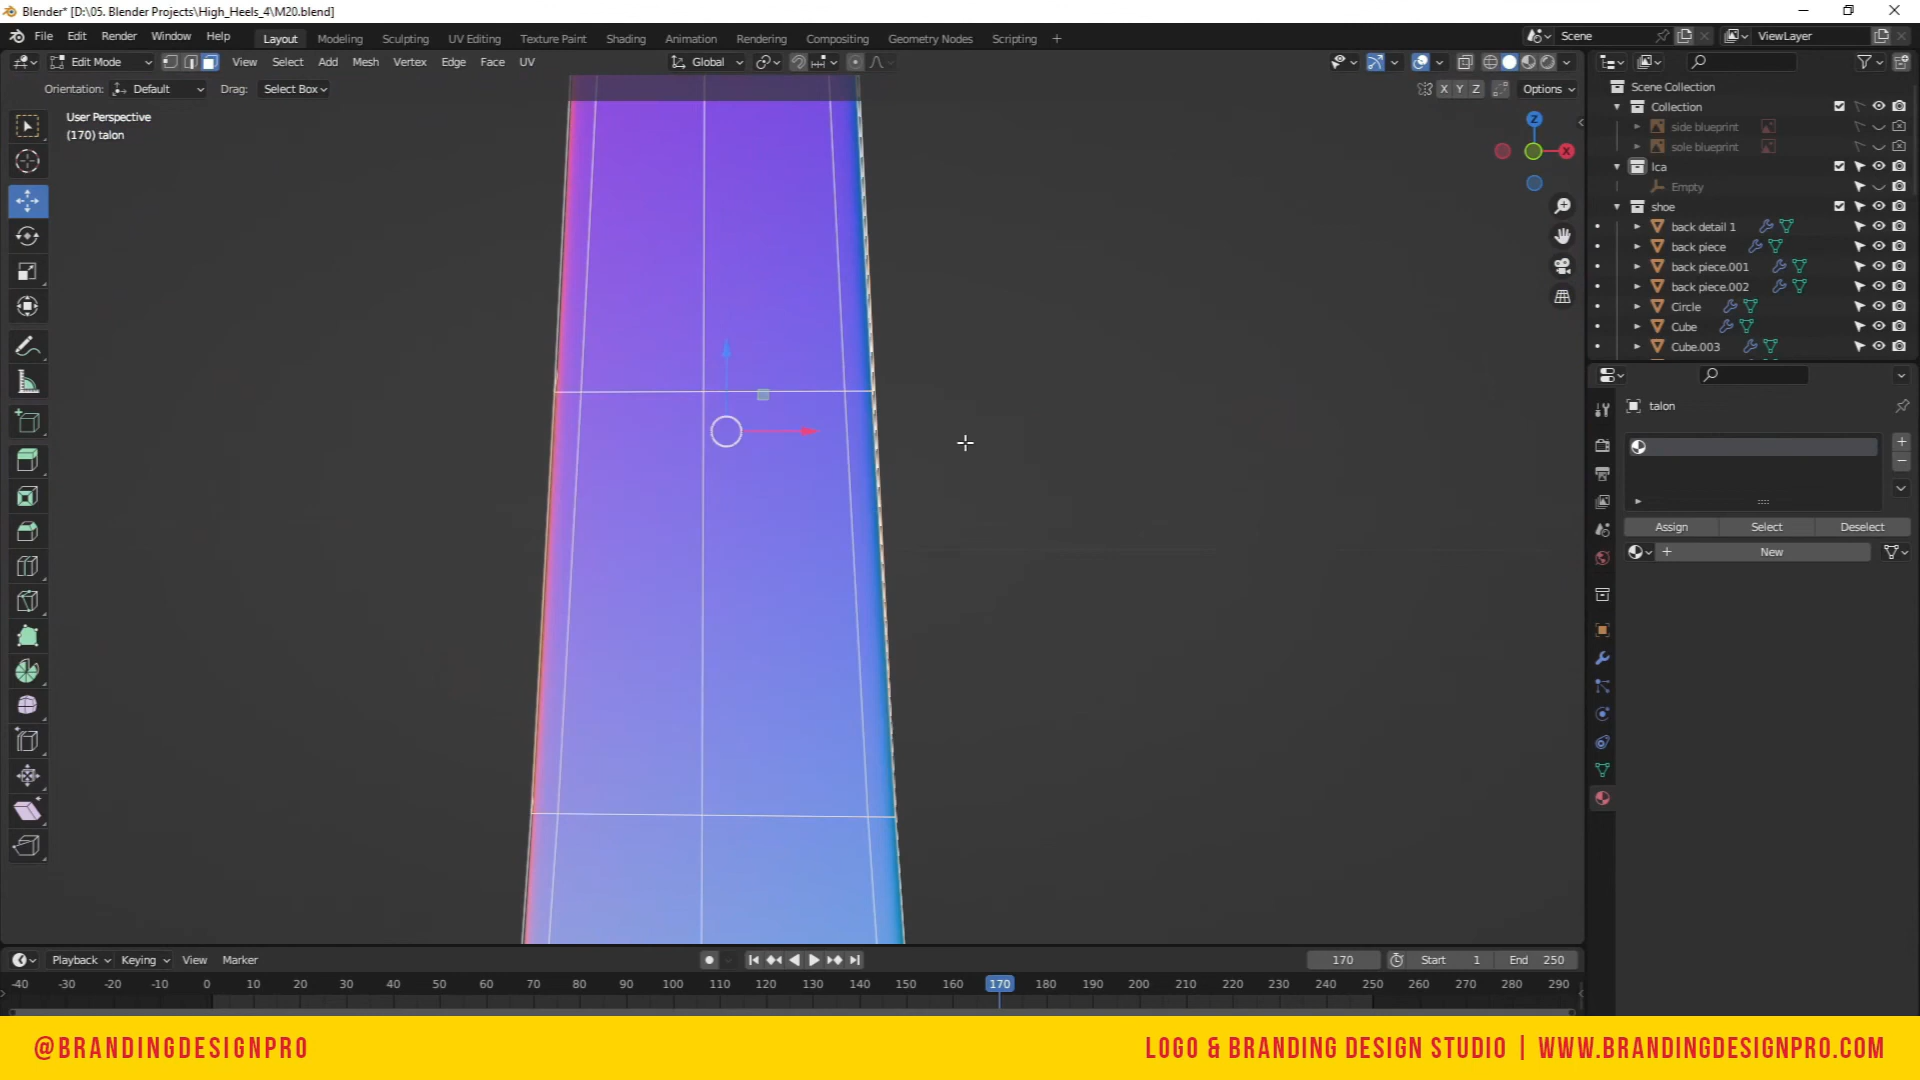 Blender* [D:\05. Blender Projects\High_Heels_4\M20.blend]
File Edit Render Window Help Layout Modeling Sculpting UV Editing Texture Paint Shading Animation Rendering Compositing Geometry Nodes Scripting + Scene ViewLayer
Edit Mode View Select Add Mesh Vertex Edge Face UV Global
Orientation: Default Drag: Select Box X Y Z Options
User Perspective
(170) talon
Z
X
Scene Collection
Collection
side blueprint
sole blueprint
lca
Empty
shoe
back detail 1
back piece
back piece.001
back piece.002
Circle
Cube
Cube.003
talon
Assign Select Deselect
New
Playback Keying View Marker 170 Start 1 End 250
-40 -30 -20 -10 0 10 20 30 40 50 60 70 80 90 100 110 120 130 140 150 160 170 180 190 200 210 220 230 240 250 260 270 280 290
@BRANDINGDESIGNPRO
LOGO & BRANDING DESIGN STUDIO | WWW.BRANDINGDESIGNPRO.COM